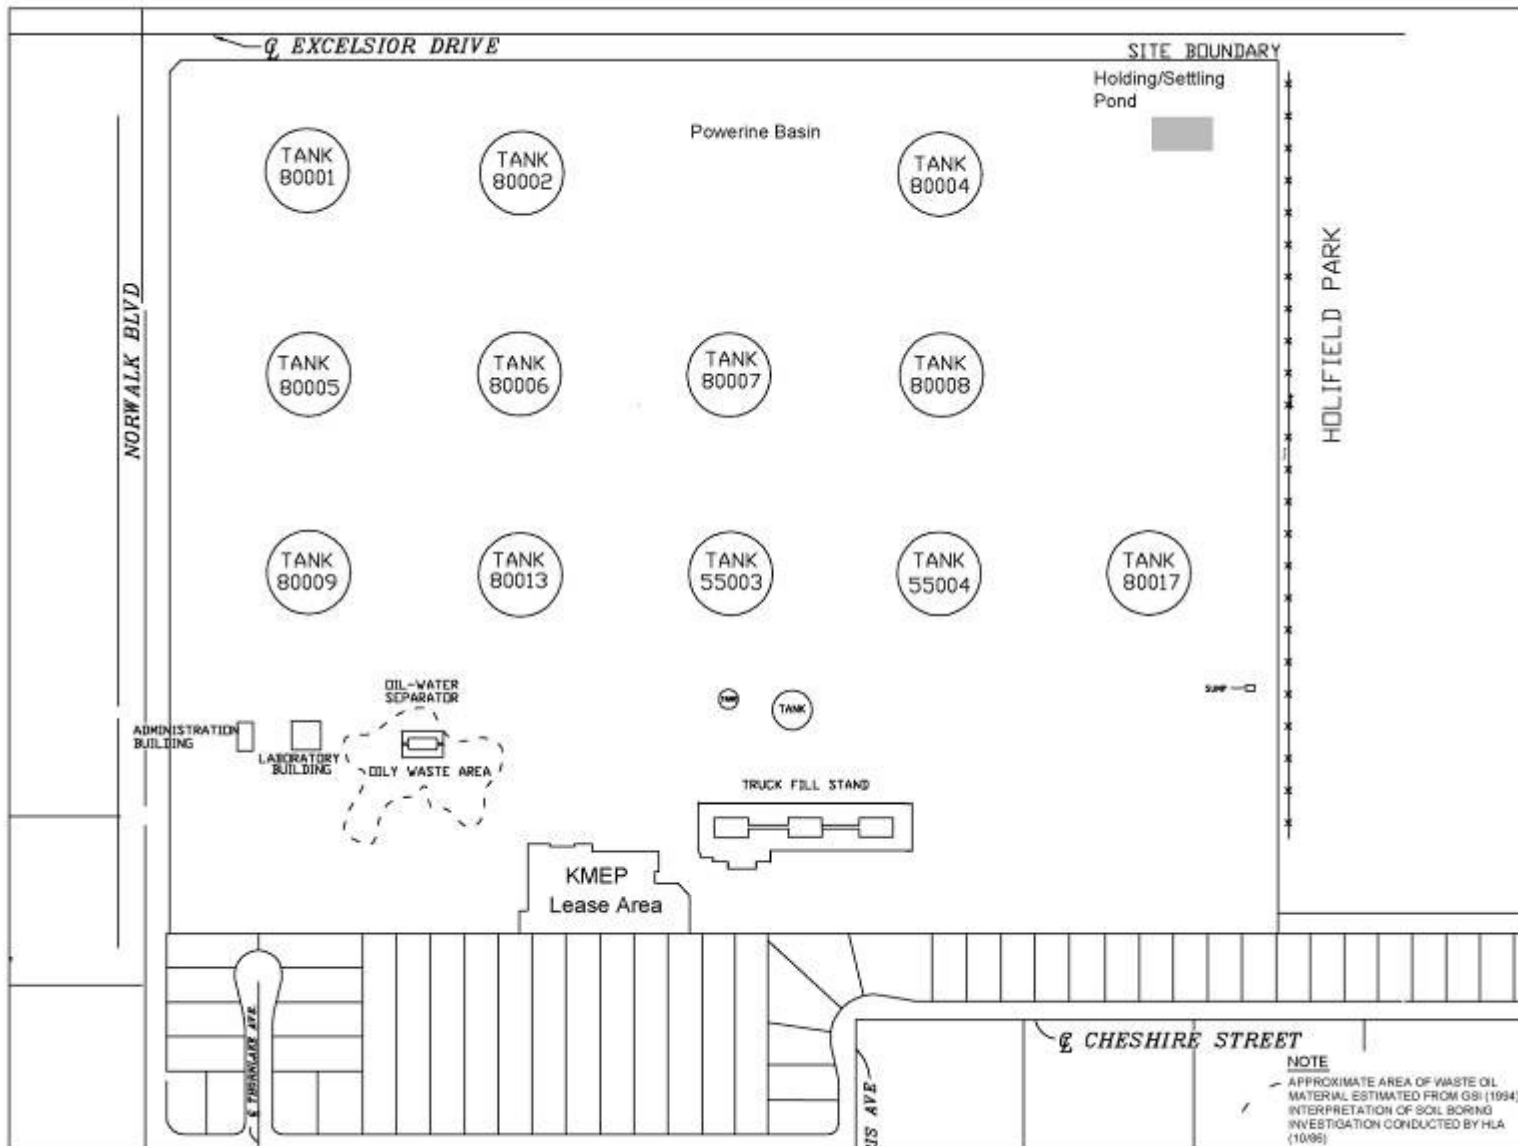 ℄ EXCELSIOR DRIVE
SITE BOUNDARY
Holding/Settling
Pond
Powerine Basin
TANK
80001
TANK
80002
TANK
80004
NORWALK BLVD
HOLIFIELD PARK
TANK
80005
TANK
80006
TANK
80007
TANK
80008
TANK
80009
TANK
80013
TANK
55003
TANK
55004
TANK
80017
OIL-WATER
SEPARATOR
TANK
TANK
SUMP
ADMINISTRATION
BUILDING
LABORATORY
BUILDING
OILY WASTE AREA
TRUCK FILL STAND
KMEP
Lease Area
℄ THORNLAKE AVE.
℄ CHESHIRE STREET
IS AVE
NOTE
APPROXIMATE AREA OF WASTE OIL
MATERIAL ESTIMATED FROM GSI (1994)
INTERPRETATION OF SOIL BORING
INVESTIGATION CONDUCTED BY HLA
(10/86)